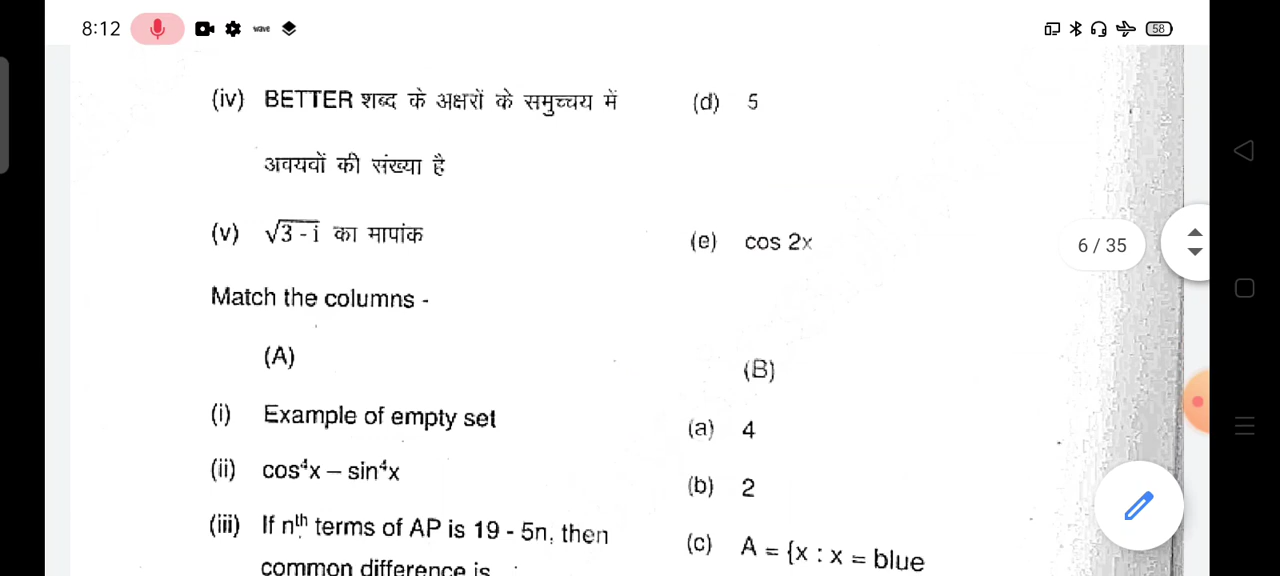 8:12 wave 58
(iv) BETTER शब्द के अक्षरों के समुच्चय में (d) 5
अवयवों की संख्या है
(v) √3 - i का मापांक (e) cos 2x
6 / 35
Match the columns -
(A) (B)
(i) Example of empty set (a) 4
(ii) cos⁴x – sin⁴x (b) 2
(iii) If nᵗʰ terms of AP is 19 - 5n, then (c) A = {x : x = blue
common difference is